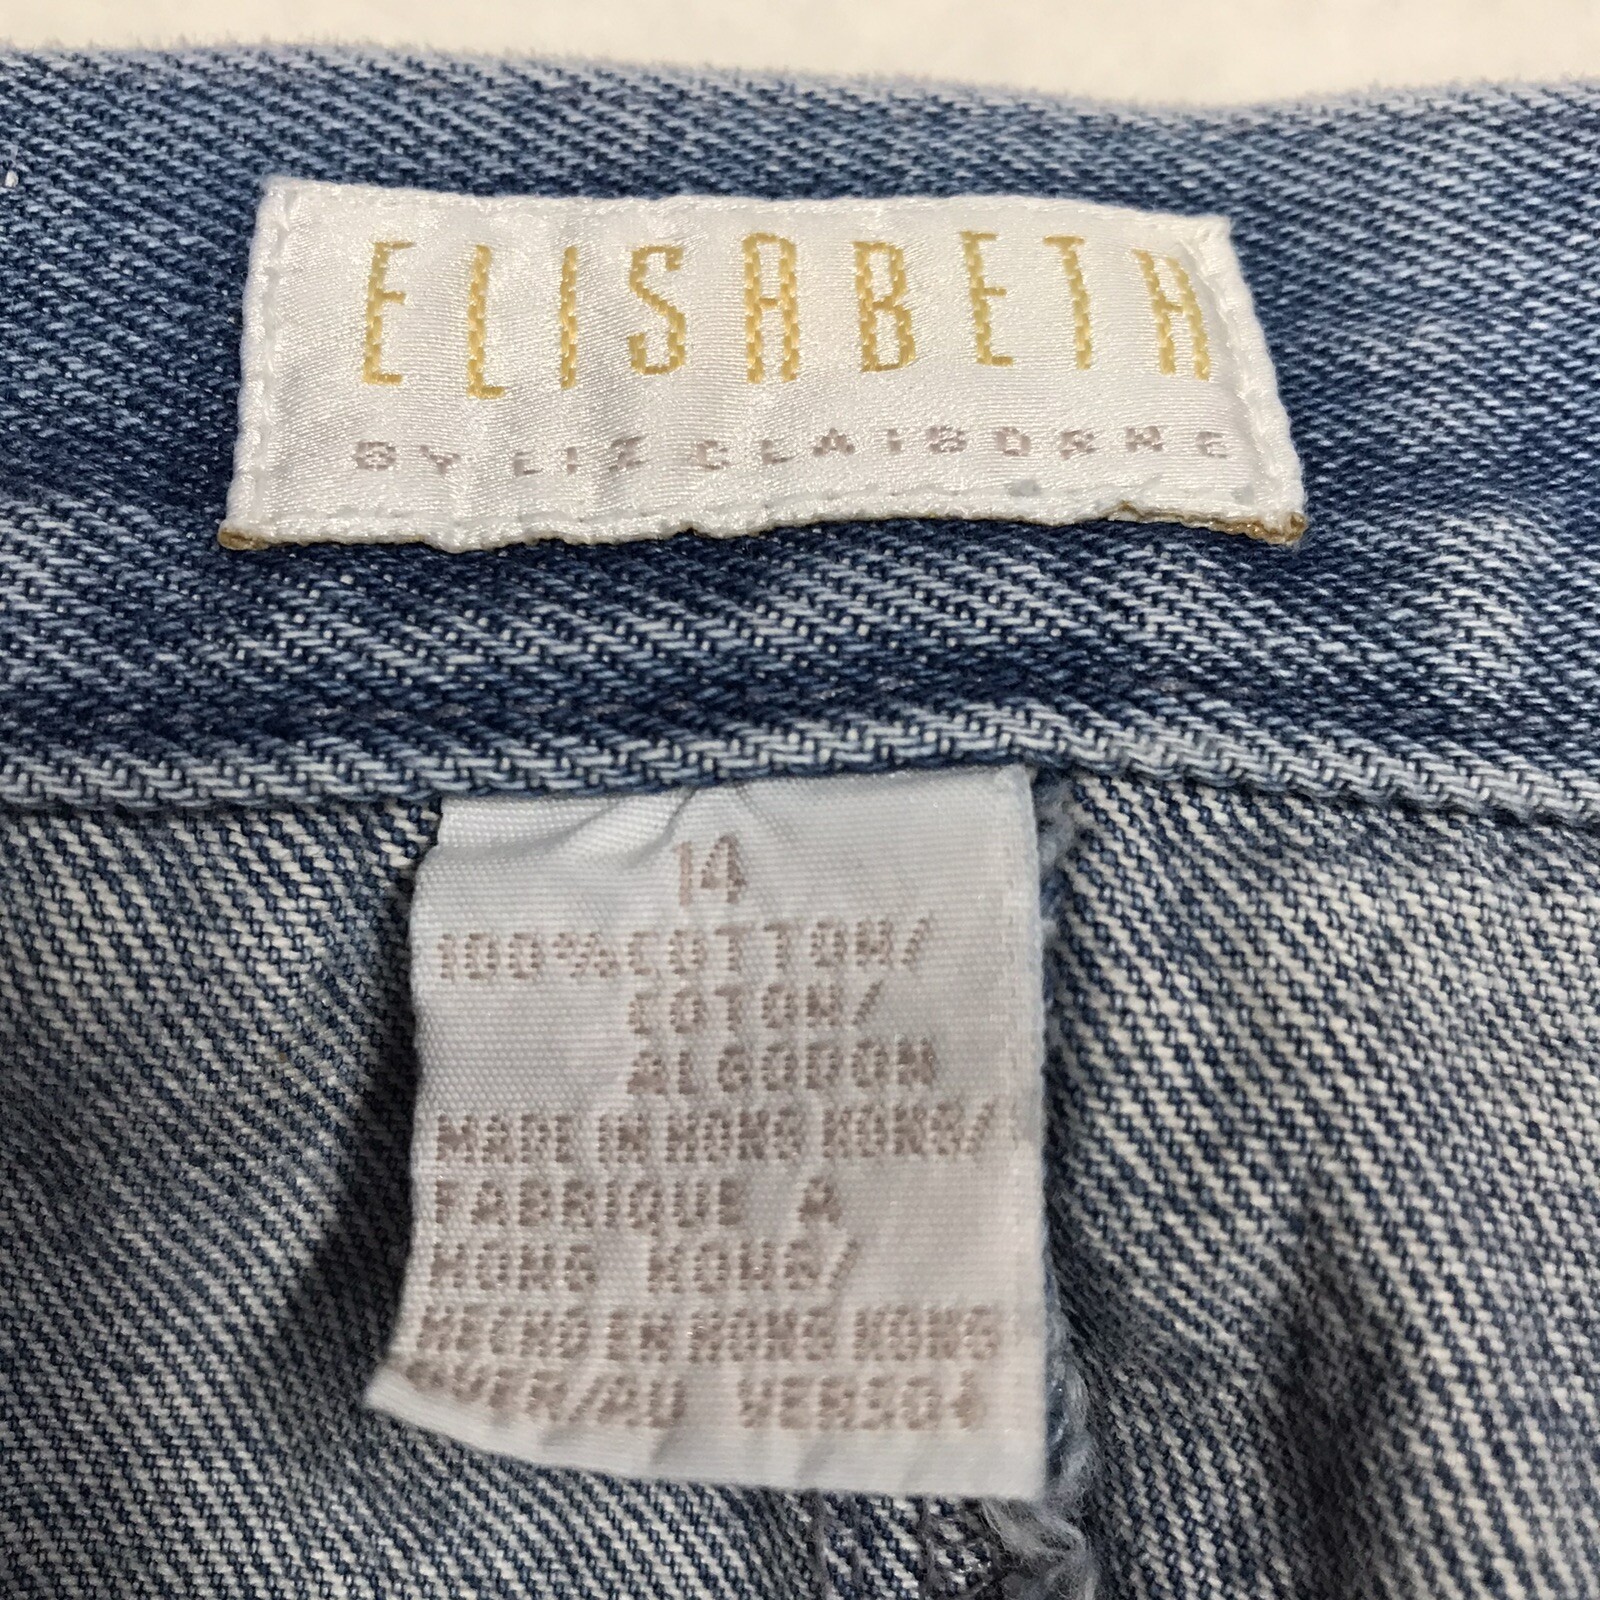 ELISABETH
BY LIZ CLAIBORNE
14
100% COTTON/
COTON/
ALGODON
MADE IN HONG KONG/
FABRIQUE A
HONG KONG/
HECHO EN HONG KONG
OVER/AU VERSO